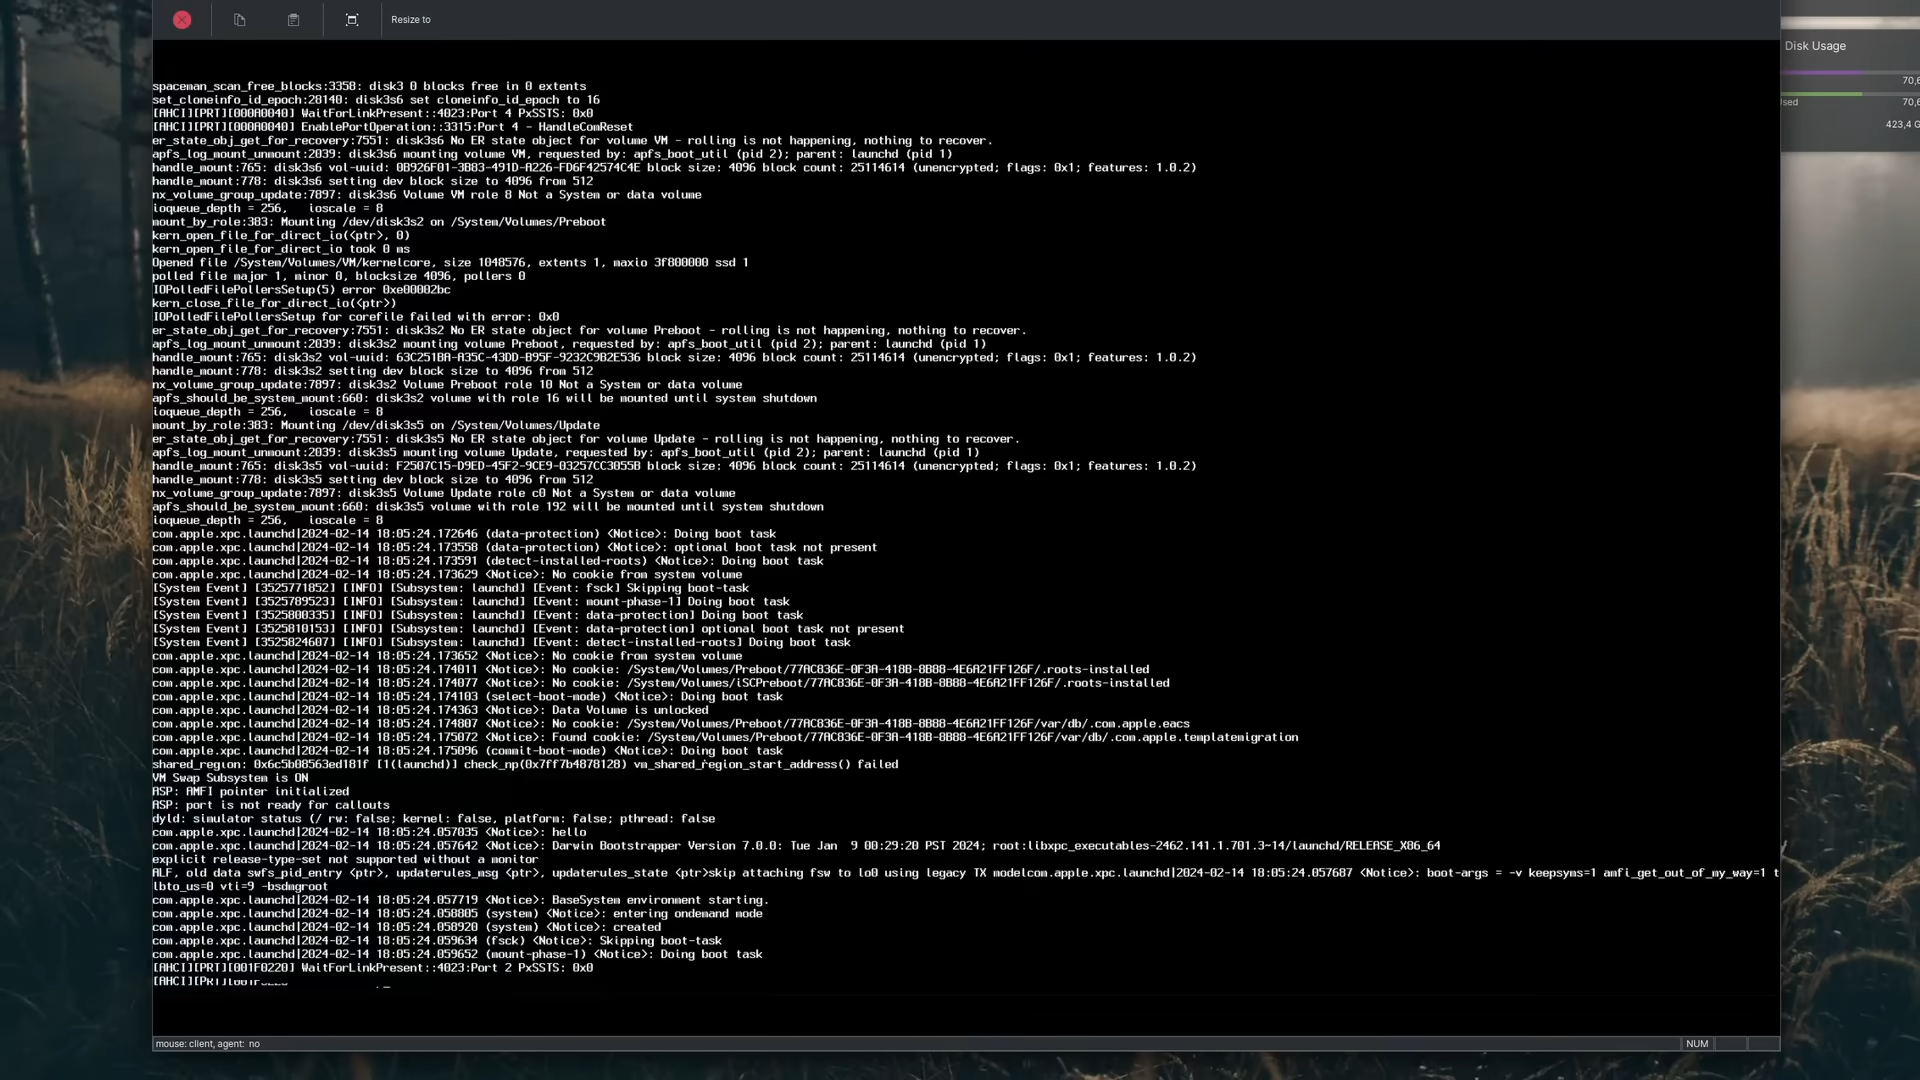 Resize to
Disk Usage
70,6
sed
70,6
423,4 G
spaceman_scan_free_blocks:3358: disk3 0 blocks free in 0 extents
set_cloneinfo_id_epoch:28140: disk3s6 set cloneinfo_id_epoch to 16
[AHCI][PRT][000A0040] WaitForLinkPresent::4023:Port 4 PxSSTS: 0x0
[AHCI][PRT][000A0040] EnablePortOperation::3315:Port 4 - HandleComReset
er_state_obj_get_for_recovery:7551: disk3s6 No ER state object for volume VM - rolling is not happening, nothing to recover.
apfs_log_mount_unmount:2039: disk3s6 mounting volume VM, requested by: apfs_boot_util (pid 2); parent: launchd (pid 1)
handle_mount:765: disk3s6 vol-uuid: 0B926F01-3B83-491D-A226-FD6F42574C4E block size: 4096 block count: 25114614 (unencrypted; flags: 0x1; features: 1.0.2)
handle_mount:778: disk3s6 setting dev block size to 4096 from 512
nx_volume_group_update:7897: disk3s6 Volume VM role 8 Not a System or data volume
ioqueue_depth = 256,   ioscale = 8
mount_by_role:383: Mounting /dev/disk3s2 on /System/Volumes/Preboot
kern_open_file_for_direct_io(<ptr>, 0)
kern_open_file_for_direct_io took 0 ms
Opened file /System/Volumes/VM/kernelcore, size 1048576, extents 1, maxio 3f800000 ssd 1
polled file major 1, minor 0, blocksize 4096, pollers 0
IOPolledFilePollersSetup(5) error 0xe00002bc
kern_close_file_for_direct_io(<ptr>)
IOPolledFilePollersSetup for corefile failed with error: 0x0
er_state_obj_get_for_recovery:7551: disk3s2 No ER state object for volume Preboot - rolling is not happening, nothing to recover.
apfs_log_mount_unmount:2039: disk3s2 mounting volume Preboot, requested by: apfs_boot_util (pid 2); parent: launchd (pid 1)
handle_mount:765: disk3s2 vol-uuid: 63C251BA-A35C-43DD-B95F-9232C9B2E536 block size: 4096 block count: 25114614 (unencrypted; flags: 0x1; features: 1.0.2)
handle_mount:778: disk3s2 setting dev block size to 4096 from 512
nx_volume_group_update:7897: disk3s2 Volume Preboot role 10 Not a System or data volume
apfs_should_be_system_mount:660: disk3s2 volume with role 16 will be mounted until system shutdown
ioqueue_depth = 256,   ioscale = 8
mount_by_role:383: Mounting /dev/disk3s5 on /System/Volumes/Update
er_state_obj_get_for_recovery:7551: disk3s5 No ER state object for volume Update - rolling is not happening, nothing to recover.
apfs_log_mount_unmount:2039: disk3s5 mounting volume Update, requested by: apfs_boot_util (pid 2); parent: launchd (pid 1)
handle_mount:765: disk3s5 vol-uuid: F2507C15-D9ED-45F2-9CE9-03257CC3055B block size: 4096 block count: 25114614 (unencrypted; flags: 0x1; features: 1.0.2)
handle_mount:778: disk3s5 setting dev block size to 4096 from 512
nx_volume_group_update:7897: disk3s5 Volume Update role c0 Not a System or data volume
apfs_should_be_system_mount:660: disk3s5 volume with role 192 will be mounted until system shutdown
ioqueue_depth = 256,   ioscale = 8
com.apple.xpc.launchd|2024-02-14 18:05:24.172646 (data-protection) <Notice>: Doing boot task
com.apple.xpc.launchd|2024-02-14 18:05:24.173558 (data-protection) <Notice>: optional boot task not present
com.apple.xpc.launchd|2024-02-14 18:05:24.173591 (detect-installed-roots) <Notice>: Doing boot task
com.apple.xpc.launchd|2024-02-14 18:05:24.173629 <Notice>: No cookie from system volume
[System Event] [3525771852] [INFO] [Subsystem: launchd] [Event: fsck] Skipping boot-task
[System Event] [3525789523] [INFO] [Subsystem: launchd] [Event: mount-phase-1] Doing boot task
[System Event] [3525800335] [INFO] [Subsystem: launchd] [Event: data-protection] Doing boot task
[System Event] [3525810153] [INFO] [Subsystem: launchd] [Event: data-protection] optional boot task not present
[System Event] [3525824607] [INFO] [Subsystem: launchd] [Event: detect-installed-roots] Doing boot task
com.apple.xpc.launchd|2024-02-14 18:05:24.173652 <Notice>: No cookie from system volume
com.apple.xpc.launchd|2024-02-14 18:05:24.174011 <Notice>: No cookie: /System/Volumes/Preboot/77AC836E-0F3A-418B-8B88-4E6A21FF126F/.roots-installed
com.apple.xpc.launchd|2024-02-14 18:05:24.174077 <Notice>: No cookie: /System/Volumes/iSCPreboot/77AC836E-0F3A-418B-8B88-4E6A21FF126F/.roots-installed
com.apple.xpc.launchd|2024-02-14 18:05:24.174103 (select-boot-mode) <Notice>: Doing boot task
com.apple.xpc.launchd|2024-02-14 18:05:24.174363 <Notice>: Data Volume is unlocked
com.apple.xpc.launchd|2024-02-14 18:05:24.174807 <Notice>: No cookie: /System/Volumes/Preboot/77AC836E-0F3A-418B-8B88-4E6A21FF126F/var/db/.com.apple.eacs
com.apple.xpc.launchd|2024-02-14 18:05:24.175072 <Notice>: Found cookie: /System/Volumes/Preboot/77AC836E-0F3A-418B-8B88-4E6A21FF126F/var/db/.com.apple.templatemigration
com.apple.xpc.launchd|2024-02-14 18:05:24.175096 (commit-boot-mode) <Notice>: Doing boot task
shared_region: 0x6c5b08563ed181f [1(launchd)] check_np(0x7ff7b4878128) vm_shared_region_start_address() failed
VM Swap Subsystem is ON
ASP: AMFI pointer initialized
ASP: port is not ready for callouts
dyld: simulator status (/ rw: false; kernel: false, platform: false; pthread: false
com.apple.xpc.launchd|2024-02-14 18:05:24.057035 <Notice>: hello
com.apple.xpc.launchd|2024-02-14 18:05:24.057642 <Notice>: Darwin Bootstrapper Version 7.0.0: Tue Jan  9 00:29:20 PST 2024; root:libxpc_executables-2462.141.1.701.3~14/launchd/RELEASE_X86_64
explicit release-type-set not supported without a monitor
ALF, old data swfs_pid_entry <ptr>, updaterules_msg <ptr>, updaterules_state <ptr>skip attaching fsw to lo0 using legacy TX modelcom.apple.xpc.launchd|2024-02-14 18:05:24.057687 <Notice>: boot-args = -v keepsyms=1 amfi_get_out_of_my_way=1 t
lbto_us=0 vti=9 -bsdmgroot
com.apple.xpc.launchd|2024-02-14 18:05:24.057719 <Notice>: BaseSystem environment starting.
com.apple.xpc.launchd|2024-02-14 18:05:24.058805 (system) <Notice>: entering ondemand mode
com.apple.xpc.launchd|2024-02-14 18:05:24.058920 (system) <Notice>: created
com.apple.xpc.launchd|2024-02-14 18:05:24.059634 (fsck) <Notice>: Skipping boot-task
com.apple.xpc.launchd|2024-02-14 18:05:24.059652 (mount-phase-1) <Notice>: Doing boot task
[AHCI][PRT][001F0220] WaitForLinkPresent::4023:Port 2 PxSSTS: 0x0
mouse: client, agent:  no
NUM